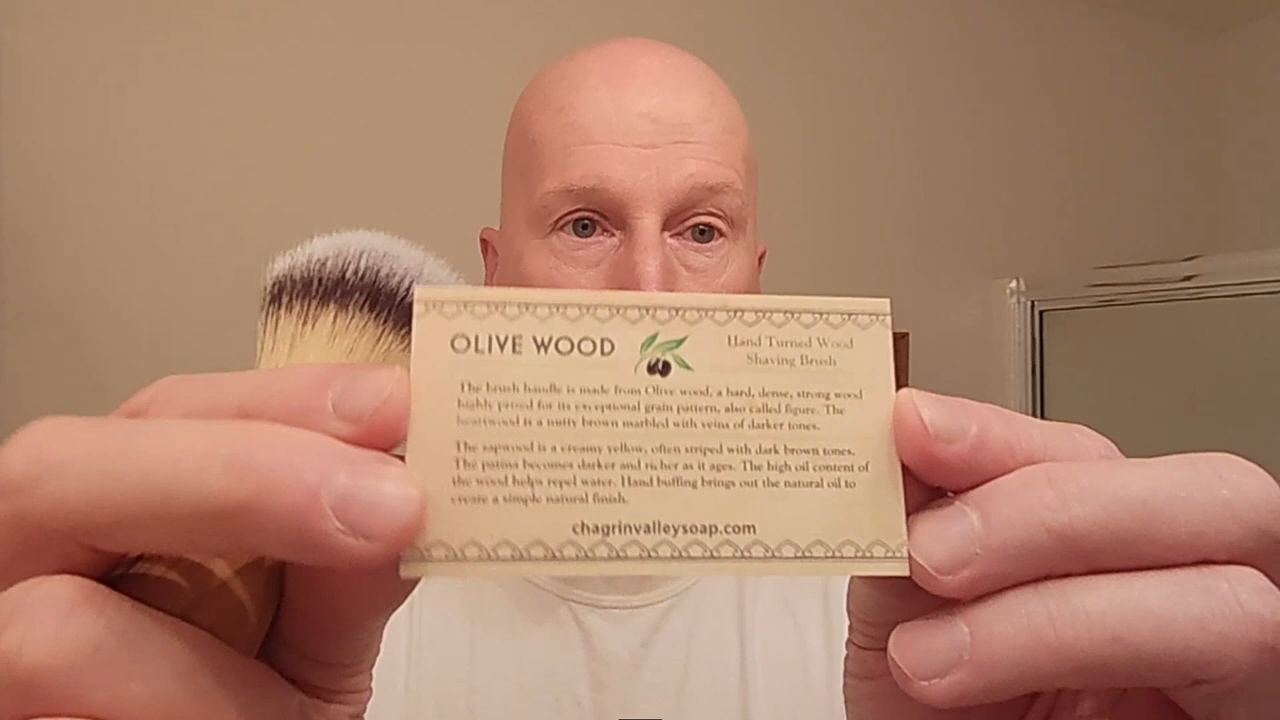 OLIVE WOOD
Hand Turned Wood
Shaving Brush
The brush handle is made from Olive wood, a hard, dense, strong wood
highly prized for its exceptional grain pattern, also called figure. The
heartwood is a nutty brown marbled with veins of darker tones.
The sapwood is a creamy yellow, often striped with dark brown tones.
The patina becomes darker and richer as it ages. The high oil content of
the wood helps repel water. Hand buffing brings out the natural oil to
create a simple natural finish.
chagrinvalleysoap.com